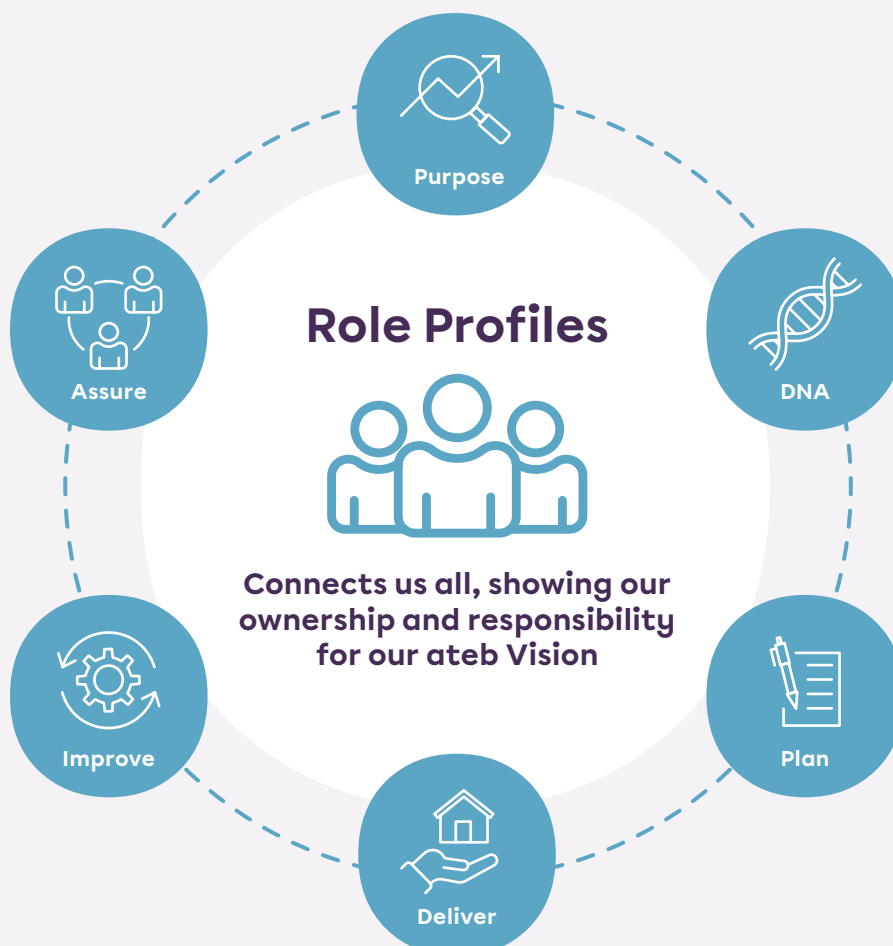 Purpose
Assure
DNA
Role Profiles
Connects us all, showing our
ownership and responsibility
for our ateb Vision
Improve
Plan
Deliver